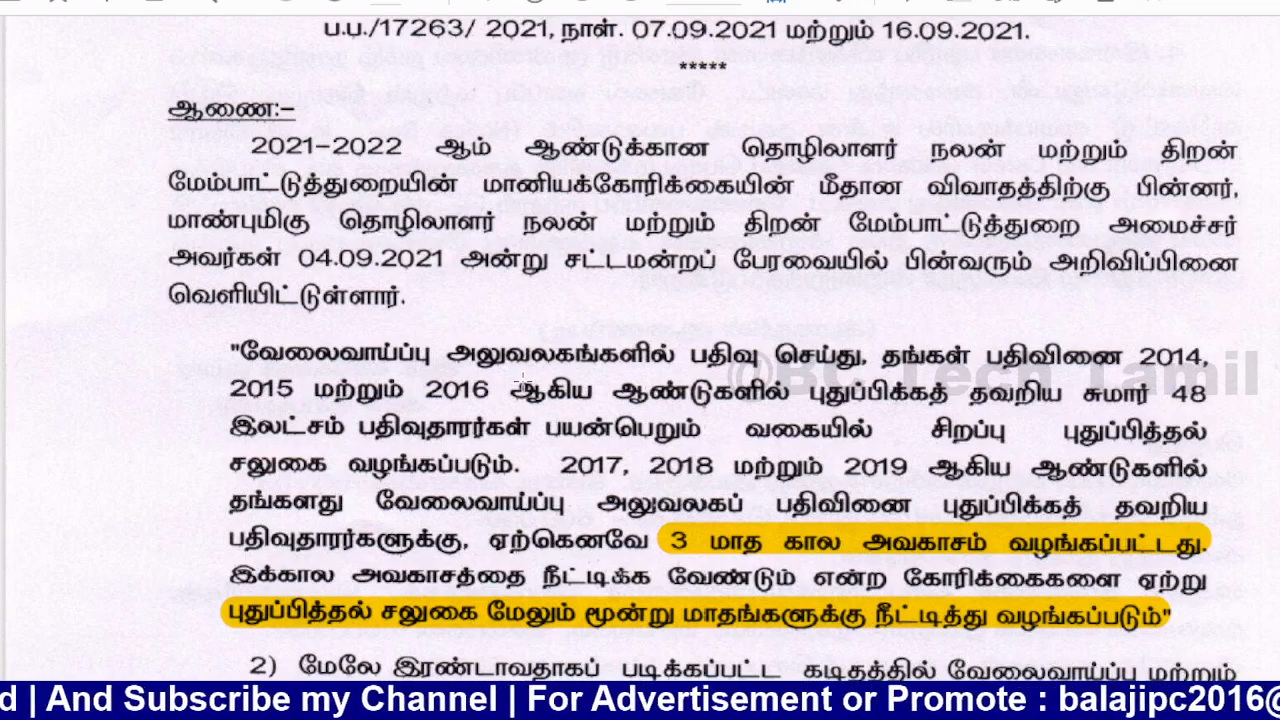 ப.பு./17263/ 2021, நாள். 07.09.2021 மற்றும் 16.09.2021.
*****
ஆணை:–
2021–2022 ஆம் ஆண்டுக்கான தொழிலாளர் நலன் மற்றும் திறன்
மேம்பாட்டுத்துறையின் மானியக்கோரிக்கையின் மீதான விவாதத்திற்கு பின்னர்,
மாண்புமிகு தொழிலாளர் நலன் மற்றும் திறன் மேம்பாட்டுத்துறை அமைச்சர்
அவர்கள் 04.09.2021 அன்று சட்டமன்றப் பேரவையில் பின்வரும் அறிவிப்பினை
வெளியிட்டுள்ளார்.
"வேலைவாய்ப்பு அலுவலகங்களில் பதிவு செய்து, தங்கள் பதிவினை 2014,
2015 மற்றும் 2016 ஆகிய ஆண்டுகளில் புதுப்பிக்கத் தவறிய சுமார் 48
இலட்சம் பதிவுதாரர்கள் பயன்பெறும் வகையில் சிறப்பு புதுப்பித்தல்
சலுகை வழங்கப்படும். 2017, 2018 மற்றும் 2019 ஆகிய ஆண்டுகளில்
தங்களது வேலைவாய்ப்பு அலுவலகப் பதிவினை புதுப்பிக்கத் தவறிய
பதிவுதாரர்களுக்கு, ஏற்கெனவே 3 மாத கால அவகாசம் வழங்கப்பட்டது.
இக்கால அவகாசத்தை நீட்டிக்க வேண்டும் என்ற கோரிக்கைகளை ஏற்று
புதுப்பித்தல் சலுகை மேலும் மூன்று மாதங்களுக்கு நீட்டித்து வழங்கப்படும்"
@BC Tech Tamil
2) மேலே இரண்டாவதாகப் படிக்கப்பட்ட கடிதத்தில் வேலைவாய்ப்பு மற்றும்
d | And Subscribe my Channel | For Advertisement or Promote : balajipc2016@